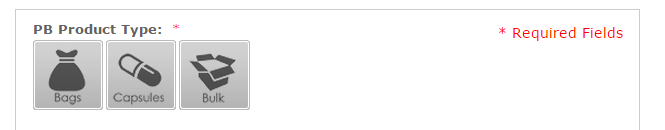 PB Product Type: *
* Required Fields
Bags Capsules Bulk